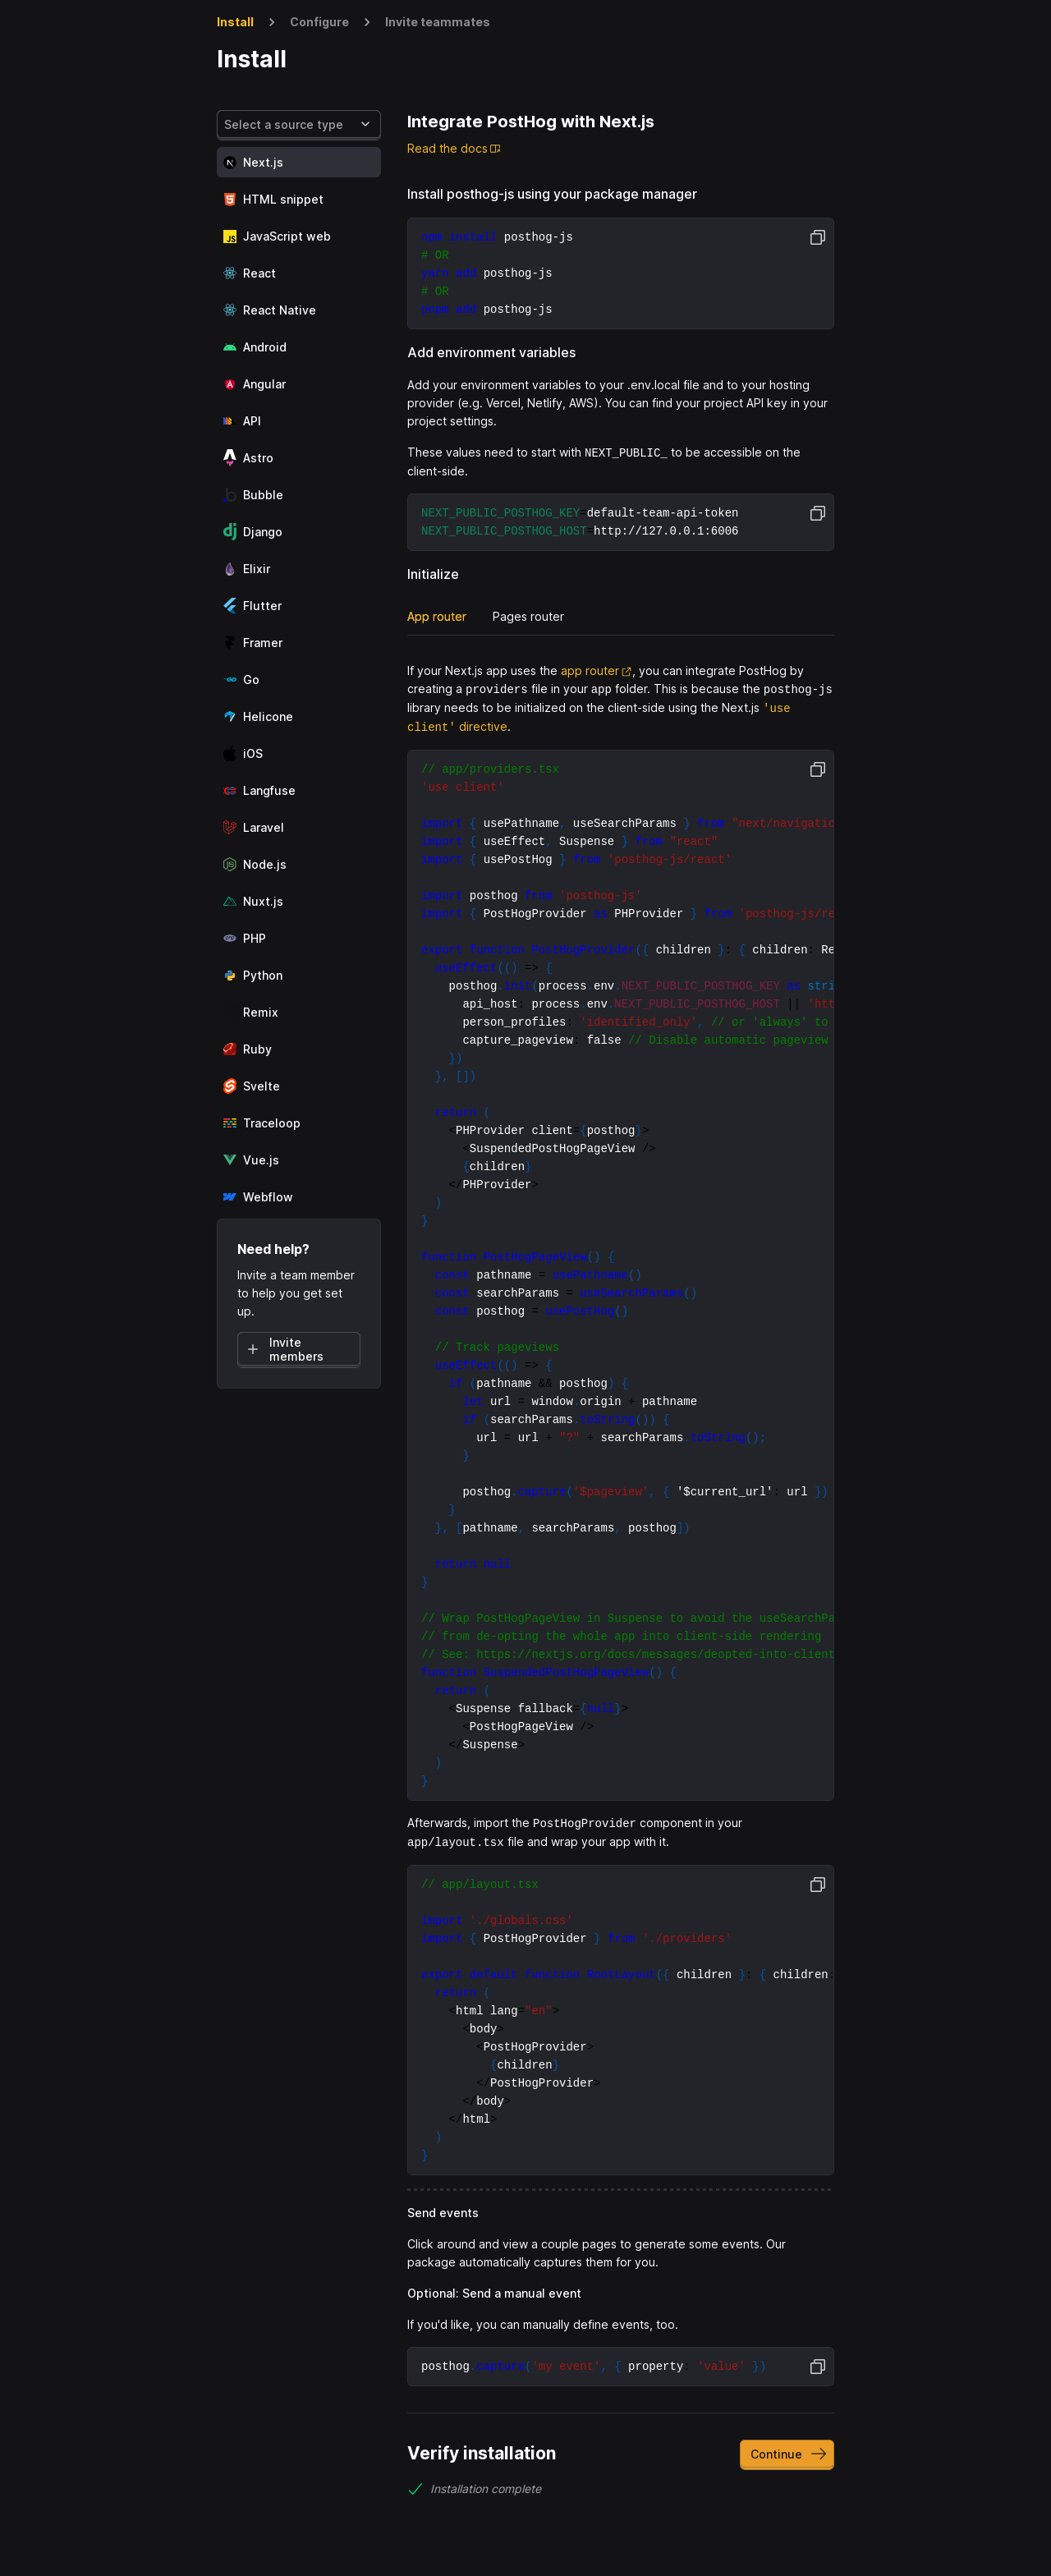 Install
Configure
Invite teammates
Install
Select a source type
Next.js
HTML snippet
JavaScript web
React
React Native
Android
Angular
API
Astro
Bubble
Django
Elixir
Flutter
Framer
Go
Helicone
iOS
Langfuse
Laravel
Node.js
Nuxt.js
PHP
Python
Remix
Ruby
Svelte
Traceloop
Vue.js
Webflow
Need help?
Invite a team member
to help you get set
up.
Invite
members
Integrate PostHog with Next.js
Read the docs
Install posthog-js using your package manager
npm install posthog-js
# OR
yarn add posthog-js
# OR
pnpm add posthog-js
Add environment variables
Add your environment variables to your .env.local file and to your hosting
provider (e.g. Vercel, Netlify, AWS). You can find your project API key in your
project settings.
These values need to start with NEXT_PUBLIC_ to be accessible on the
client-side.
NEXT_PUBLIC_POSTHOG_KEY=default-team-api-token
NEXT_PUBLIC_POSTHOG_HOST=http://127.0.0.1:6006
Initialize
App router
Pages router
If your Next.js app uses the app router, you can integrate PostHog by
creating a providers file in your app folder. This is because the posthog-js
library needs to be initialized on the client-side using the Next.js 'use
client' directive.
// app/providers.tsx
'use client'
import { usePathname, useSearchParams } from "next/navigatio
import { useEffect, Suspense } from "react"
import { usePostHog } from 'posthog-js/react'
import posthog from 'posthog-js'
import { PostHogProvider as PHProvider } from 'posthog-js/re
export function PostHogProvider({ children }: { children: Re
useEffect(() => {
posthog.init(process.env.NEXT_PUBLIC_POSTHOG_KEY as stri
api_host: process.env.NEXT_PUBLIC_POSTHOG_HOST || 'htt
person_profiles: 'identified_only', // or 'always' to
capture_pageview: false // Disable automatic pageview
})
}, [])
return (
<PHProvider client={posthog}>
<SuspendedPostHogPageView />
{children}
</PHProvider>
)
}
function PostHogPageView() {
const pathname = usePathname()
const searchParams = useSearchParams()
const posthog = usePostHog()
// Track pageviews
useEffect(() => {
if (pathname && posthog) {
let url = window.origin + pathname
if (searchParams.toString()) {
url = url + "?" + searchParams.toString();
}
posthog.capture('$pageview', { '$current_url': url })
}
}, [pathname, searchParams, posthog])
return null
}
// Wrap PostHogPageView in Suspense to avoid the useSearchPa
// from de-opting the whole app into client-side rendering
// See: https://nextjs.org/docs/messages/deopted-into-client
function SuspendedPostHogPageView() {
return (
<Suspense fallback={null}>
<PostHogPageView />
</Suspense>
)
}
Afterwards, import the PostHogProvider component in your
app/layout.tsx file and wrap your app with it.
// app/layout.tsx
import './globals.css'
import { PostHogProvider } from './providers'
export default function RootLayout({ children }: { children:
return (
<html lang="en">
<body>
<PostHogProvider>
{children}
</PostHogProvider>
</body>
</html>
)
}
Send events
Click around and view a couple pages to generate some events. Our
package automatically captures them for you.
Optional: Send a manual event
If you'd like, you can manually define events, too.
posthog.capture('my event', { property: 'value' })
Verify installation
Continue
Installation complete